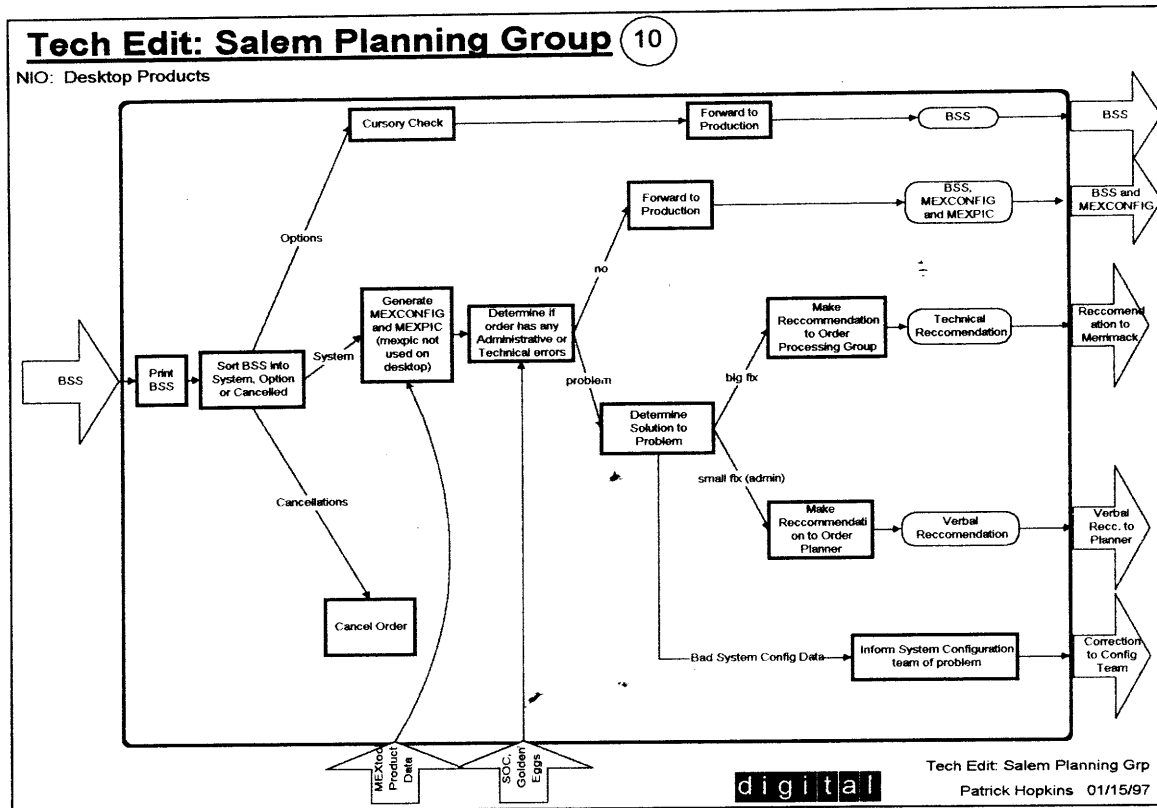 Tech Edit: Salem Planning Group
10
NIO: Desktop Products
Cursory Check
Forward to
Production
BSS
BSS
Forward to
Production
BSS,
MEXCONFIG
and MEXPIC
BSS and
MEXCONFIG
Options
no
Generate
MEXCONFIG
and MEXPIC
(mexpic not
used on
desktop)
Determine if
order has any
Administrative or
Technical errors
Make
Reccommendation
to Order
Processing Group
Technical
Reccomendation
Reccomend
ation to
Merrimack
System
BSS
Print
BSS
Sort BSS into
System, Option
or Cancelled
problem
big fix
Determine
Solution to
Problem
small fix (admin)
Cancellations
Make
Reccommendati
on to Order
Planner
Verbal
Reccomendation
Verbal
Recc. to
Planner
Cancel Order
Bad System Config Data
Inform System Configuration
team of problem
Correction
to Config
Team
MEXtool
Product
Data
SOC,
Golden
Eggs
digital
Tech Edit: Salem Planning Grp
Patrick Hopkins 01/15/97